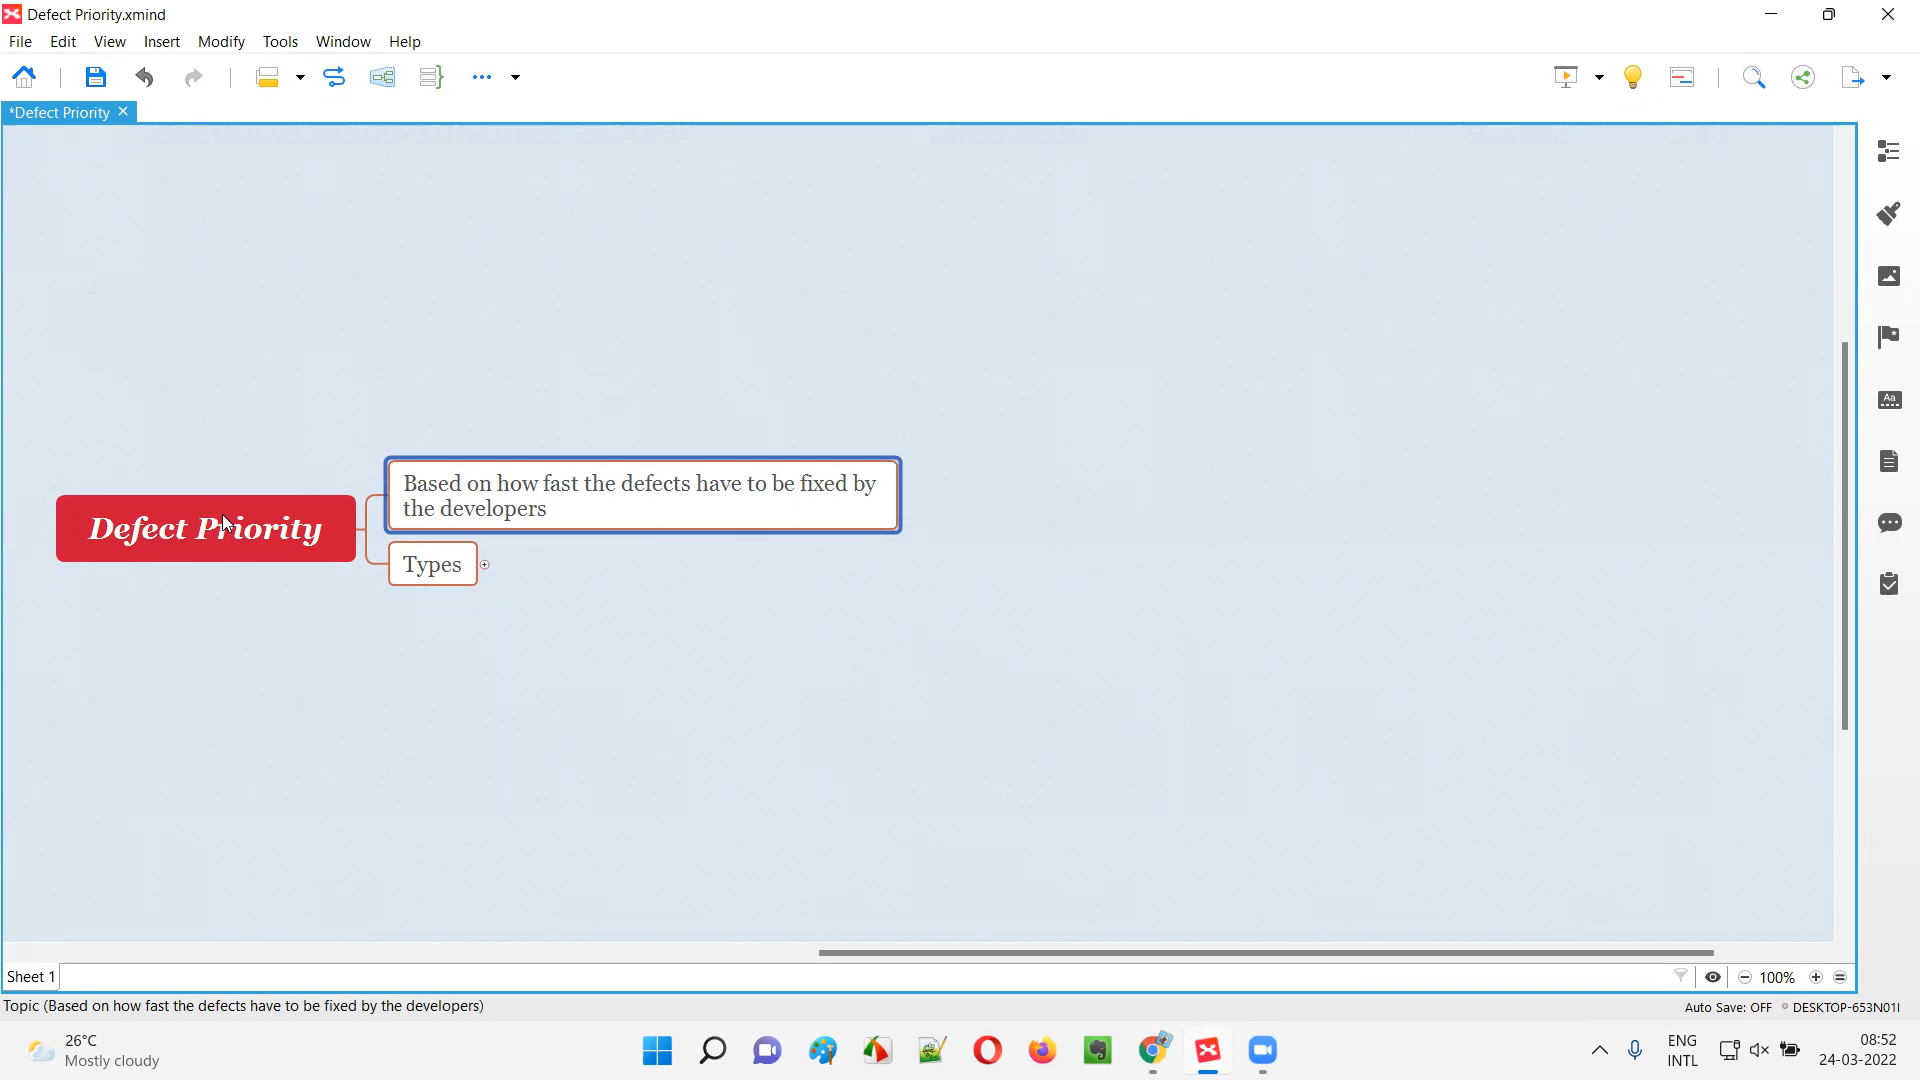 Defect Priority.xmind
File Edit View Insert Modify Tools Window Help
*Defect Priority
Based on how fast the defects have to be fixed by
the developers
Defect Priority
Types
Aa
Sheet 1
100%
Topic (Based on how fast the defects have to be fixed by the developers)
Auto Save: OFF DESKTOP-653N01I
26°C
Mostly cloudy
ENG
INTL
08:52
24-03-2022